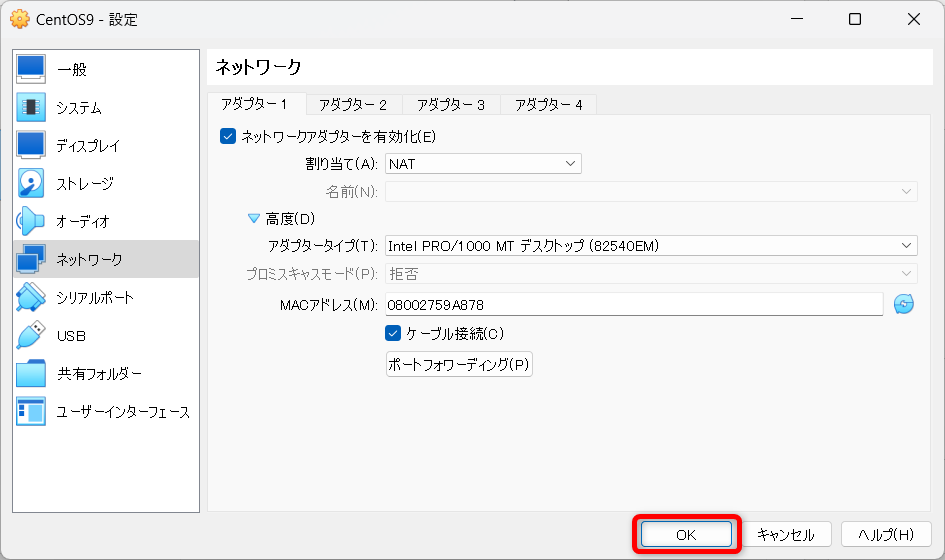 CentOS9 - 設定
一般
システム
ディスプレイ
ストレージ
オーディオ
ネットワーク
シリアルポート
USB
共有フォルダー
ユーザーインターフェース
ネットワーク
アダプター 1 アダプター 2 アダプター 3 アダプター 4
ネットワークアダプターを有効化(E)
割り当て(A): NAT
名前(N):
高度(D)
アダプタータイプ(T): Intel PRO/1000 MT デスクトップ (82540EM)
プロミスキャスモード(P): 拒否
MACアドレス(M): 08002759A878
ケーブル接続(C)
ポートフォワーディング(P)
OK キャンセル ヘルプ(H)